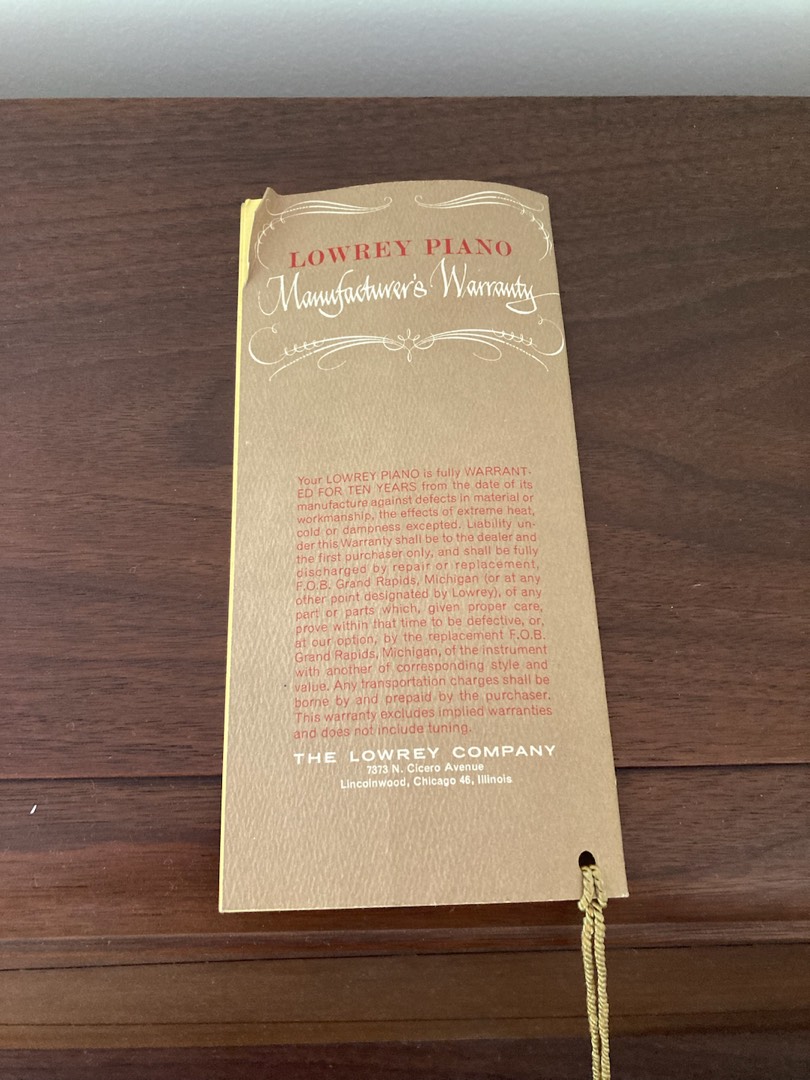 LOWREY PIANO
Manufacturer's Warranty
Your LOWREY PIANO is fully WARRANT-
ED FOR TEN YEARS from the date of its
manufacture against defects in material or
workmanship, the effects of extreme heat,
cold or dampness excepted. Liability un-
der this Warranty shall be to the dealer and
the first purchaser only, and shall be fully
discharged by repair or replacement,
F.O.B. Grand Rapids, Michigan (or at any
other point designated by Lowrey), of any
part or parts which, given proper care,
prove within that time to be defective, or,
at our option, by the replacement F.O.B.
Grand Rapids, Michigan, of the instrument
with another of corresponding style and
value. Any transportation charges shall be
borne by and prepaid by the purchaser.
This warranty excludes implied warranties
and does not include tuning.
THE LOWREY COMPANY
7373 N. Cicero Avenue
Lincolnwood, Chicago 46, Illinois